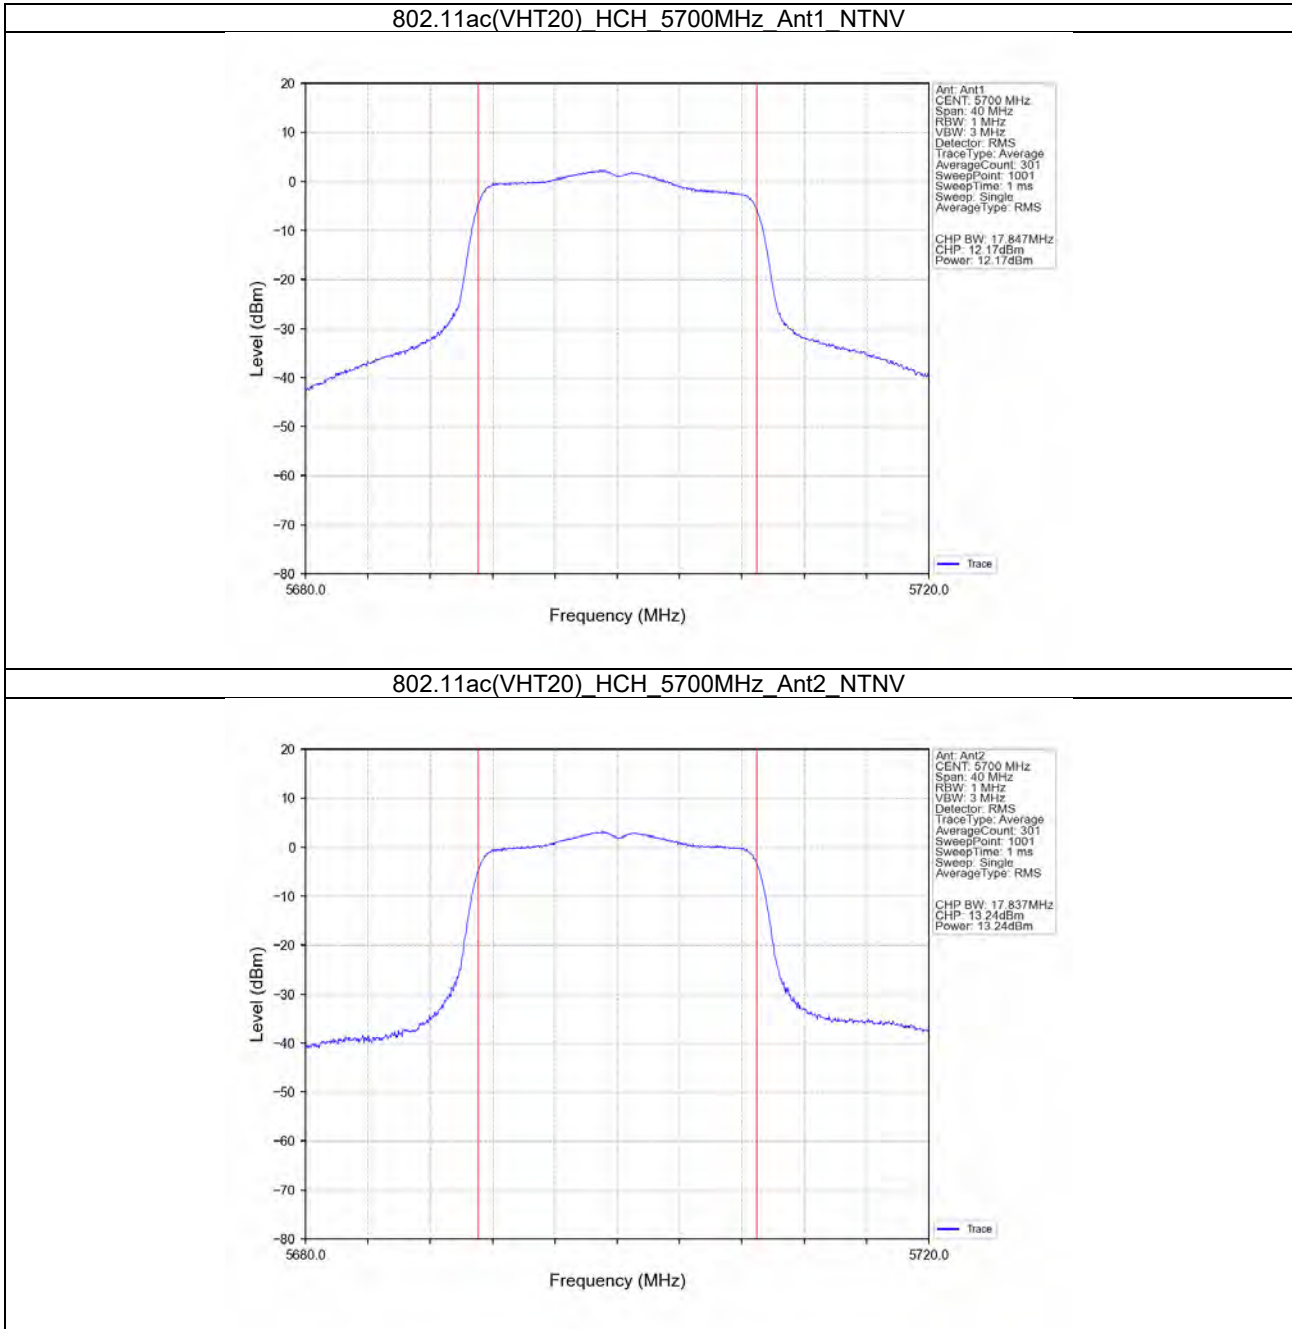 802.11ac(VHT20)_HCH_5700MHz_Ant1_NTNV
20
10
0
−10
−20
−30
−40
−50
−60
−70
−80
Level (dBm)
5680.0
5720.0
Frequency (MHz)
Ant: Ant1
CENT: 5700 MHz
Span: 40 MHz
RBW: 1 MHz
VBW: 3 MHz
Detector: RMS
TraceType: Average
AverageCount: 301
SweepPoint: 1001
SweepTime: 1 ms
Sweep: Single
AverageType: RMS
CHP BW: 17.847MHz
CHP: 12.17dBm
Power: 12.17dBm
Trace
802.11ac(VHT20)_HCH_5700MHz_Ant2_NTNV
20
10
0
−10
−20
−30
−40
−50
−60
−70
−80
Level (dBm)
5680.0
5720.0
Frequency (MHz)
Ant: Ant2
CENT: 5700 MHz
Span: 40 MHz
RBW: 1 MHz
VBW: 3 MHz
Detector: RMS
TraceType: Average
AverageCount: 301
SweepPoint: 1001
SweepTime: 1 ms
Sweep: Single
AverageType: RMS
CHP BW: 17.837MHz
CHP: 13.24dBm
Power: 13.24dBm
Trace